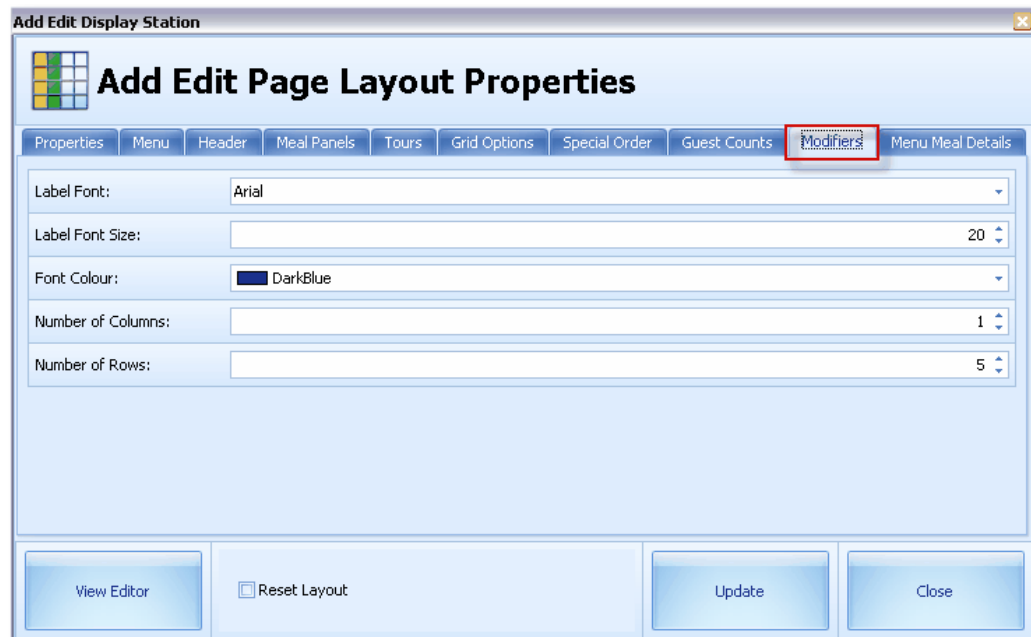 Add Edit Display Station
Add Edit Page Layout Properties
Properties Menu Header Meal Panels Tours Grid Options Special Order Guest Counts Modifiers Menu Meal Details
Label Font: Arial
Label Font Size: 20
Font Colour: DarkBlue
Number of Columns: 1
Number of Rows: 5
View Editor Reset Layout Update Close